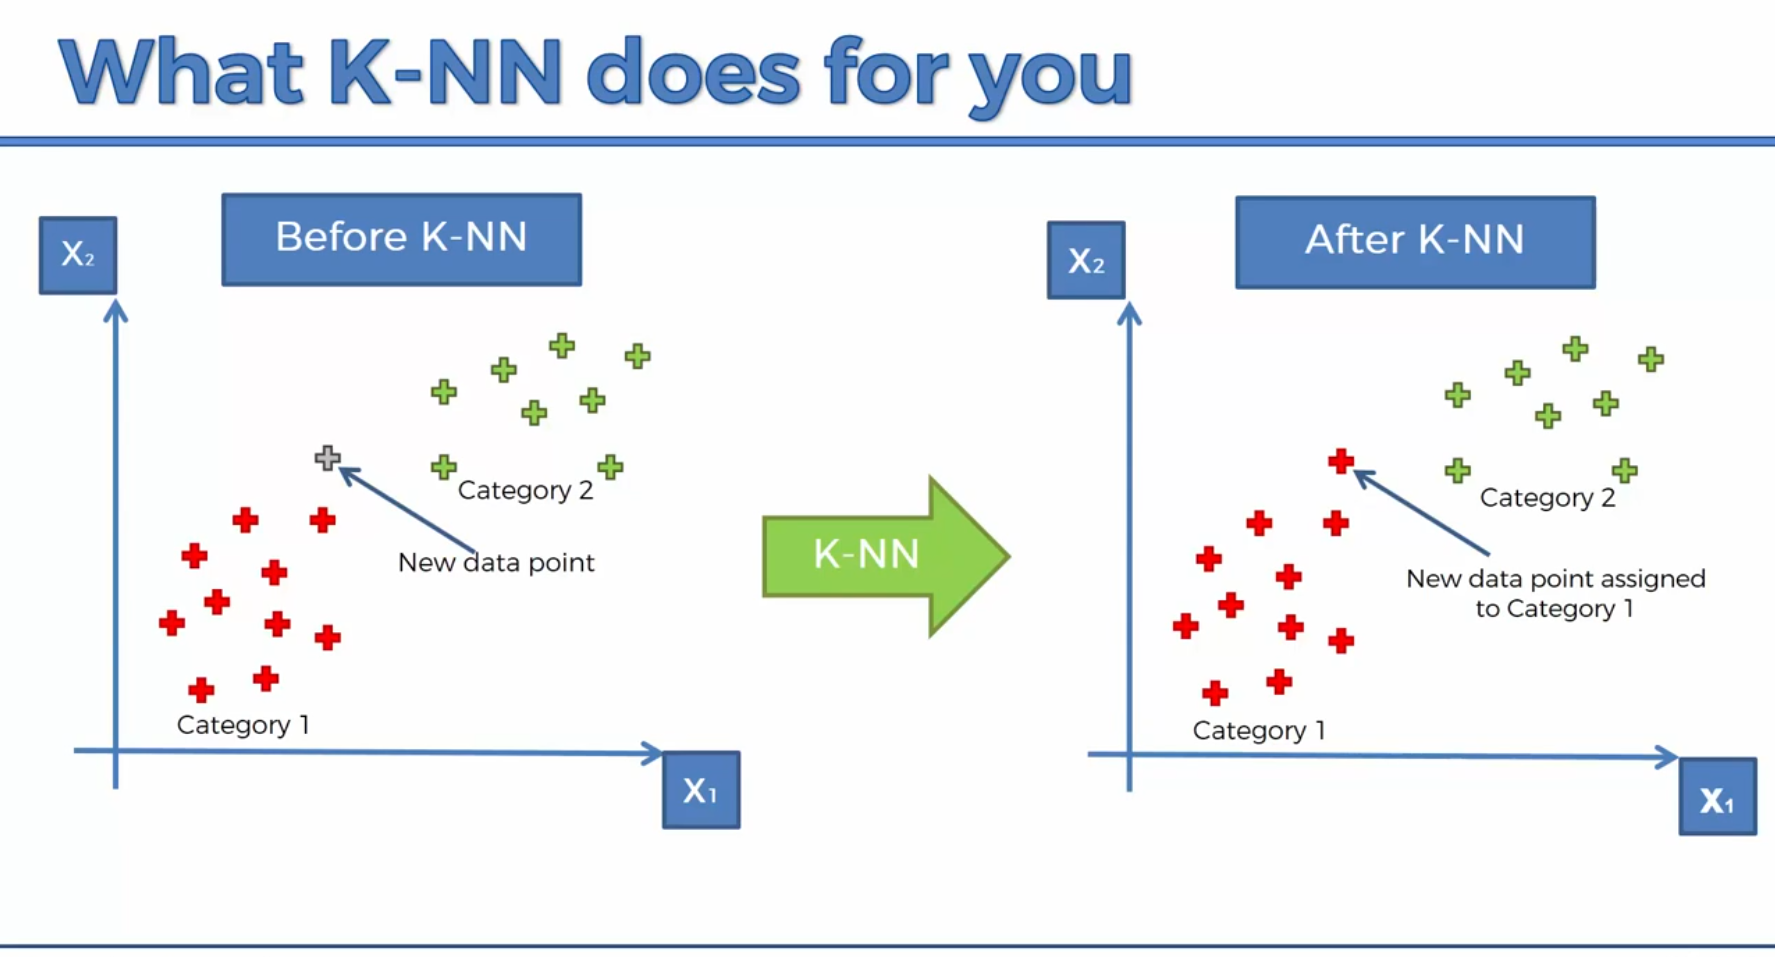 What K-NN does for you
Before K-NN
X₂
Category 2
New data point
Category 1
X₁
K-NN
After K-NN
X₂
Category 2
New data point assigned
to Category 1
Category 1
X₁